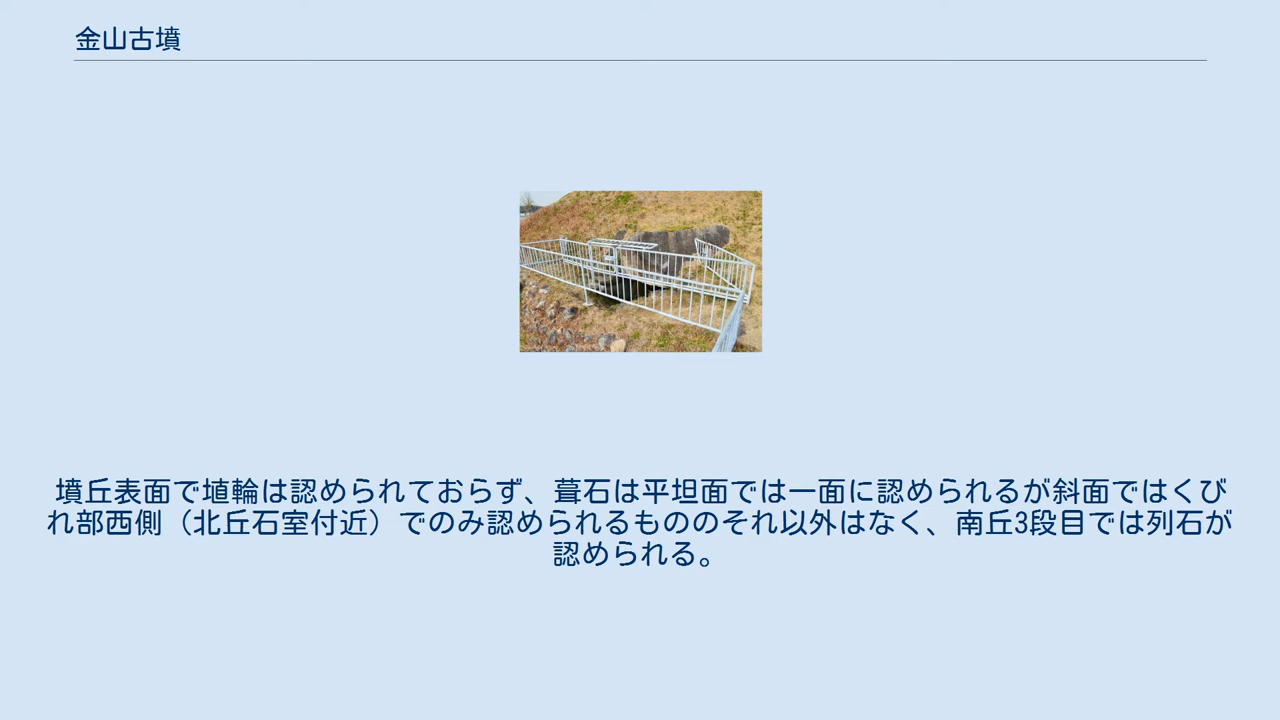 金山古墳
墳丘表面で埴輪は認められておらず、葺石は平坦面では一面に認められるが斜面ではくび
れ部西側（北丘石室付近）でのみ認められるもののそれ以外はなく、南丘3段目では列石が
認められる。